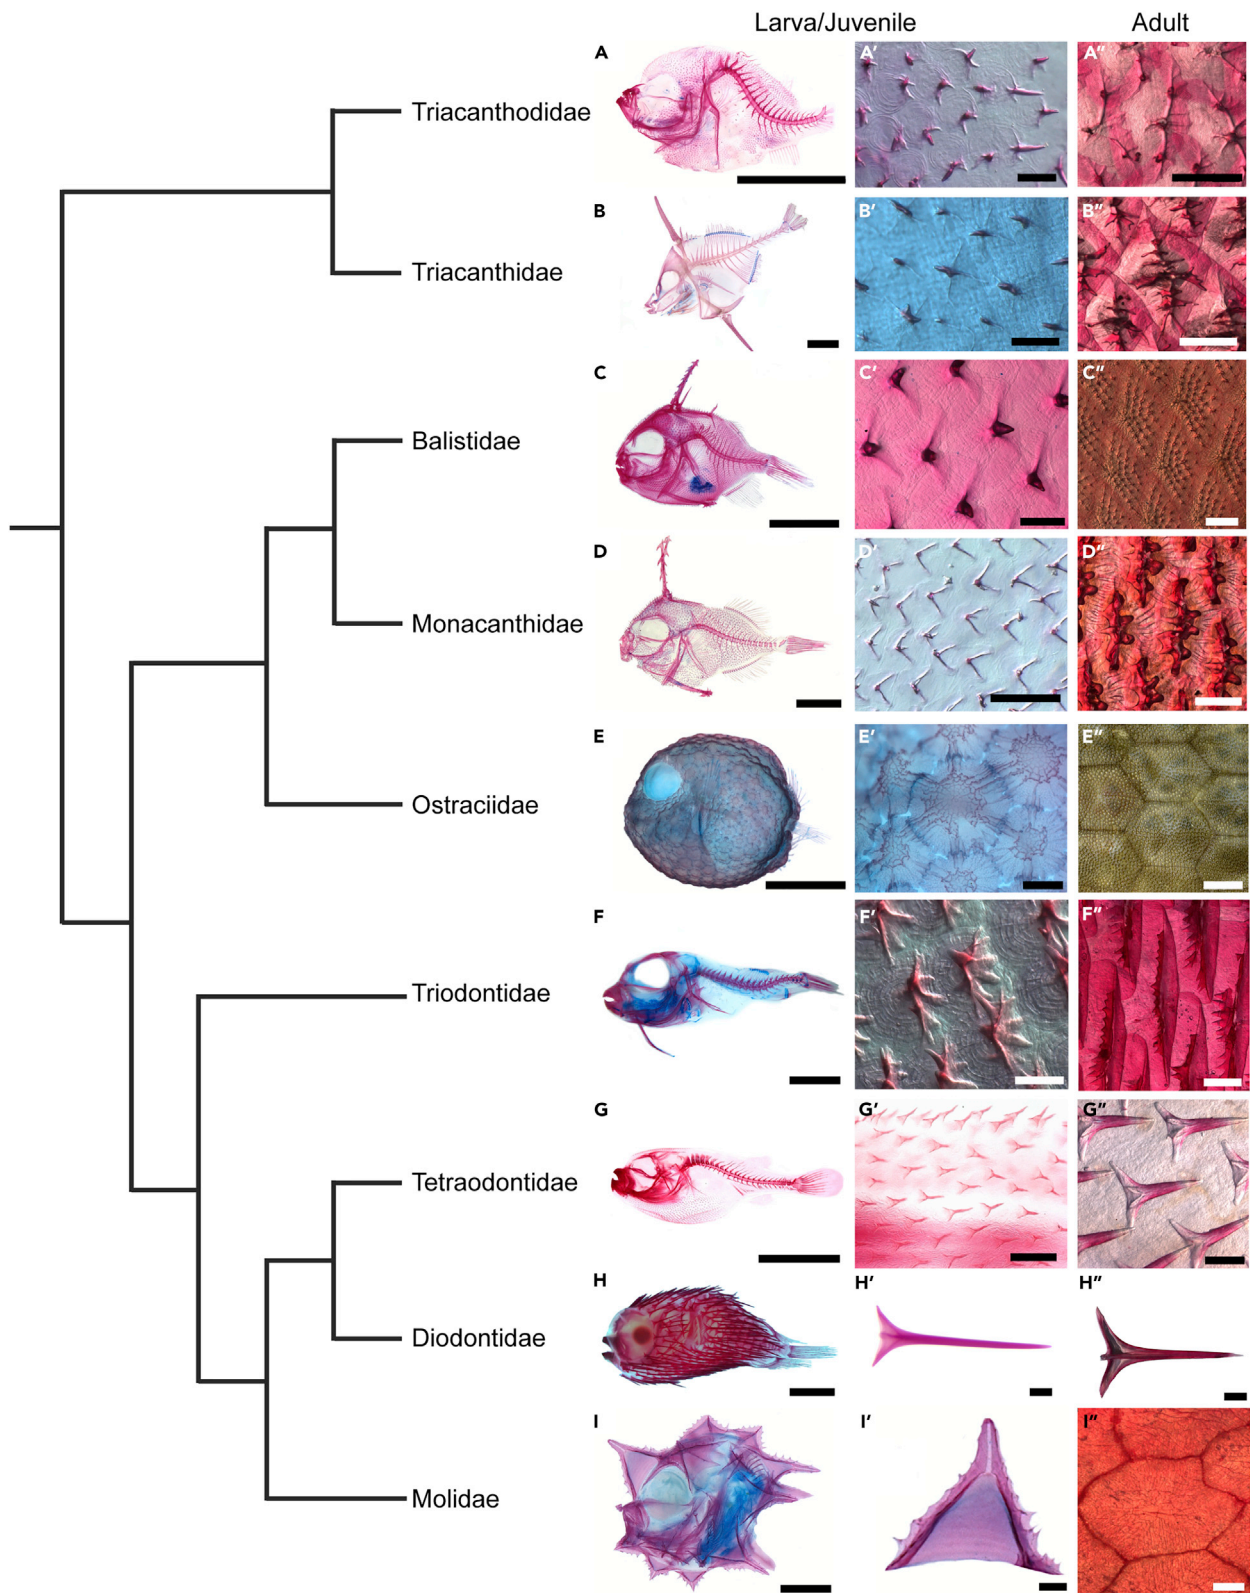 Larva/Juvenile Adult
A A′ A″
Triacanthodidae
B B′ B″
Triacanthidae
C C′ C″
Balistidae
D D′ D″
Monacanthidae
E E′ E″
Ostraciidae
F F′ F″
Triodontidae
G G′ G″
Tetraodontidae
H H′ H″
Diodontidae
I I′ I″
Molidae